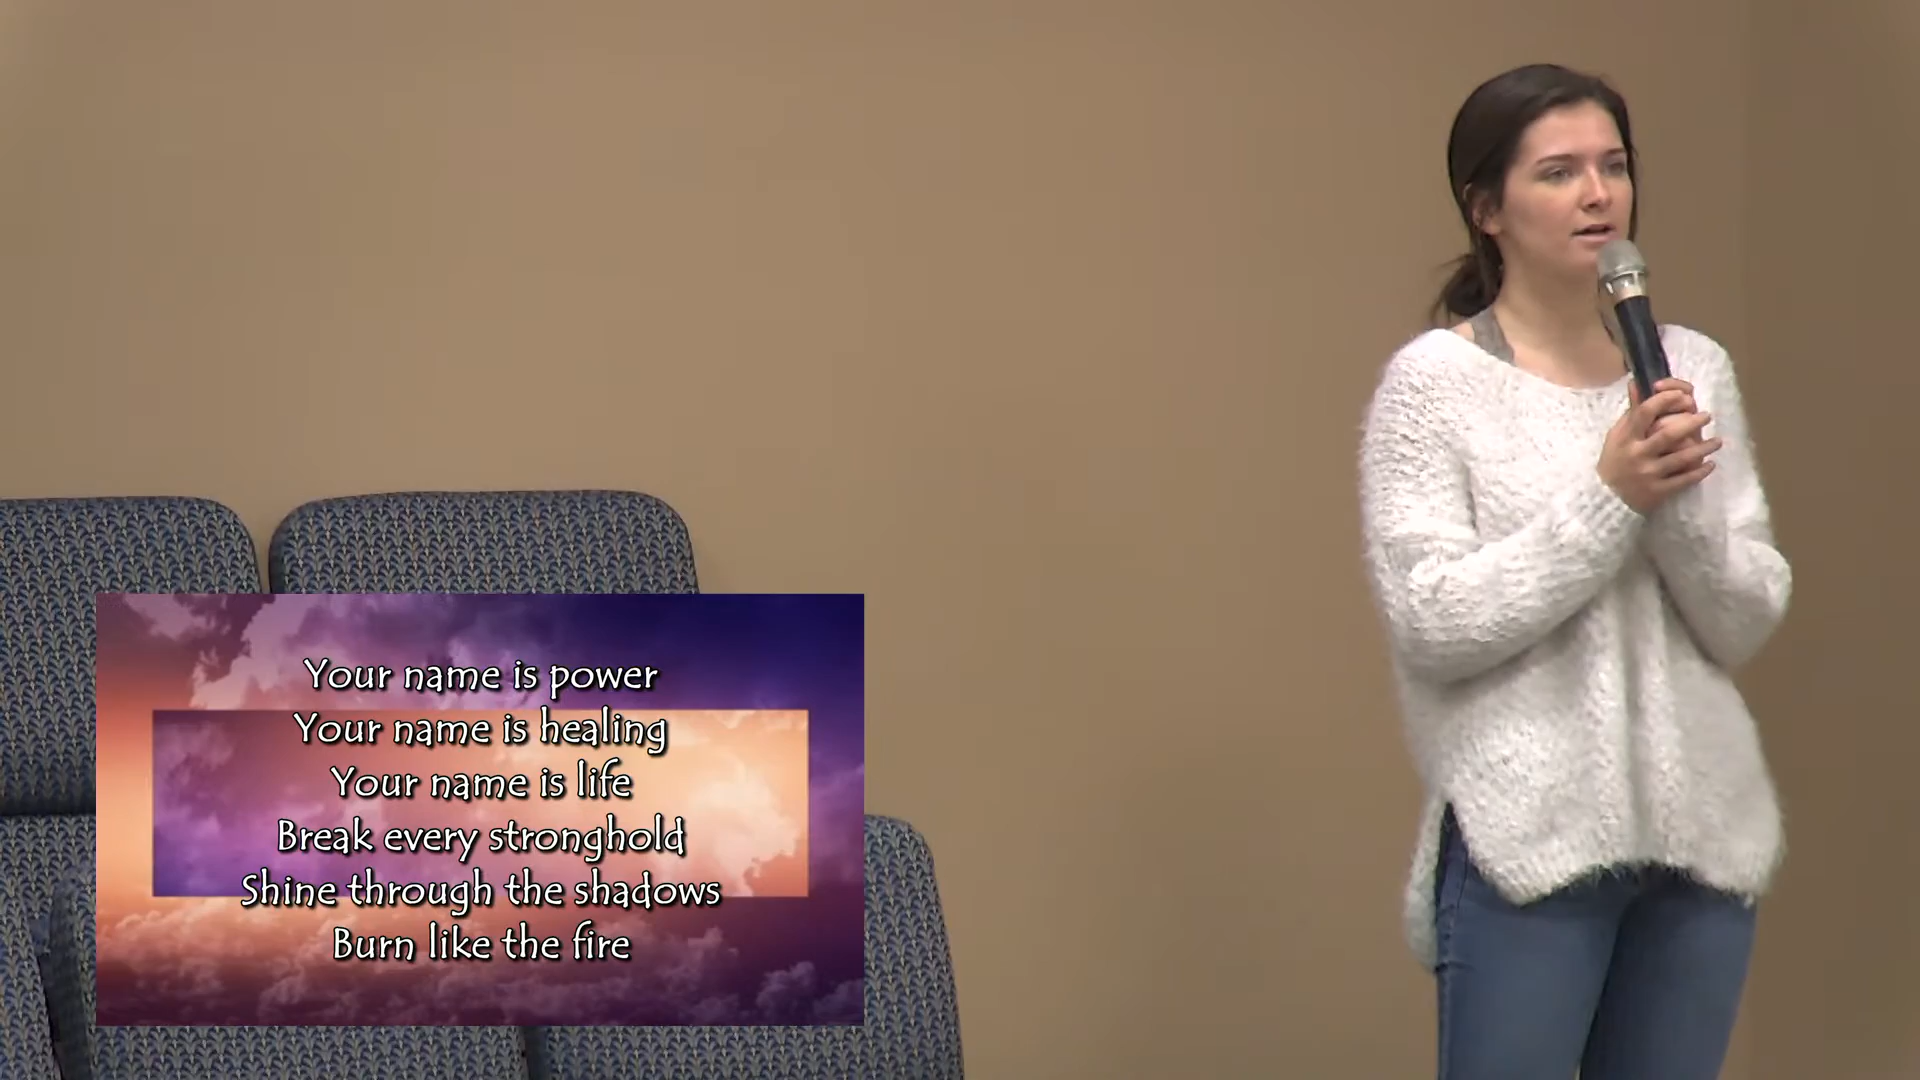 Your name is power
Your name is healing
Your name is life
Break every stronghold
Shine through the shadows
Burn like the fire